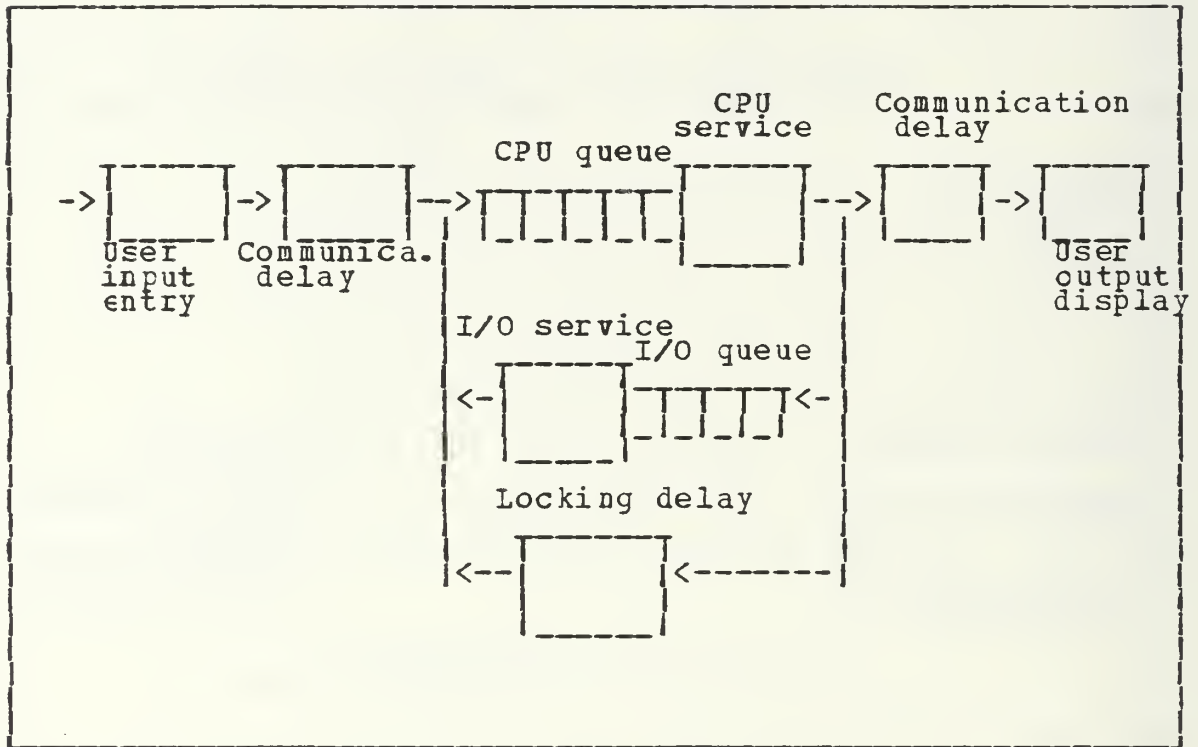 CPU
service
Communication
delay
CPU queue
User
input
entry
Communica.
delay
User
output
display
I/O service
I/O queue
Locking delay